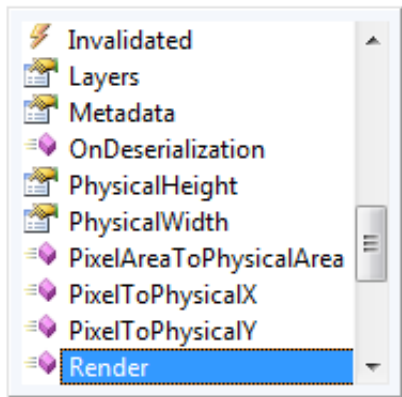 Invalidated
Layers
Metadata
OnDeserialization
PhysicalHeight
PhysicalWidth
PixelAreaToPhysicalArea
PixelToPhysicalX
PixelToPhysicalY
Render